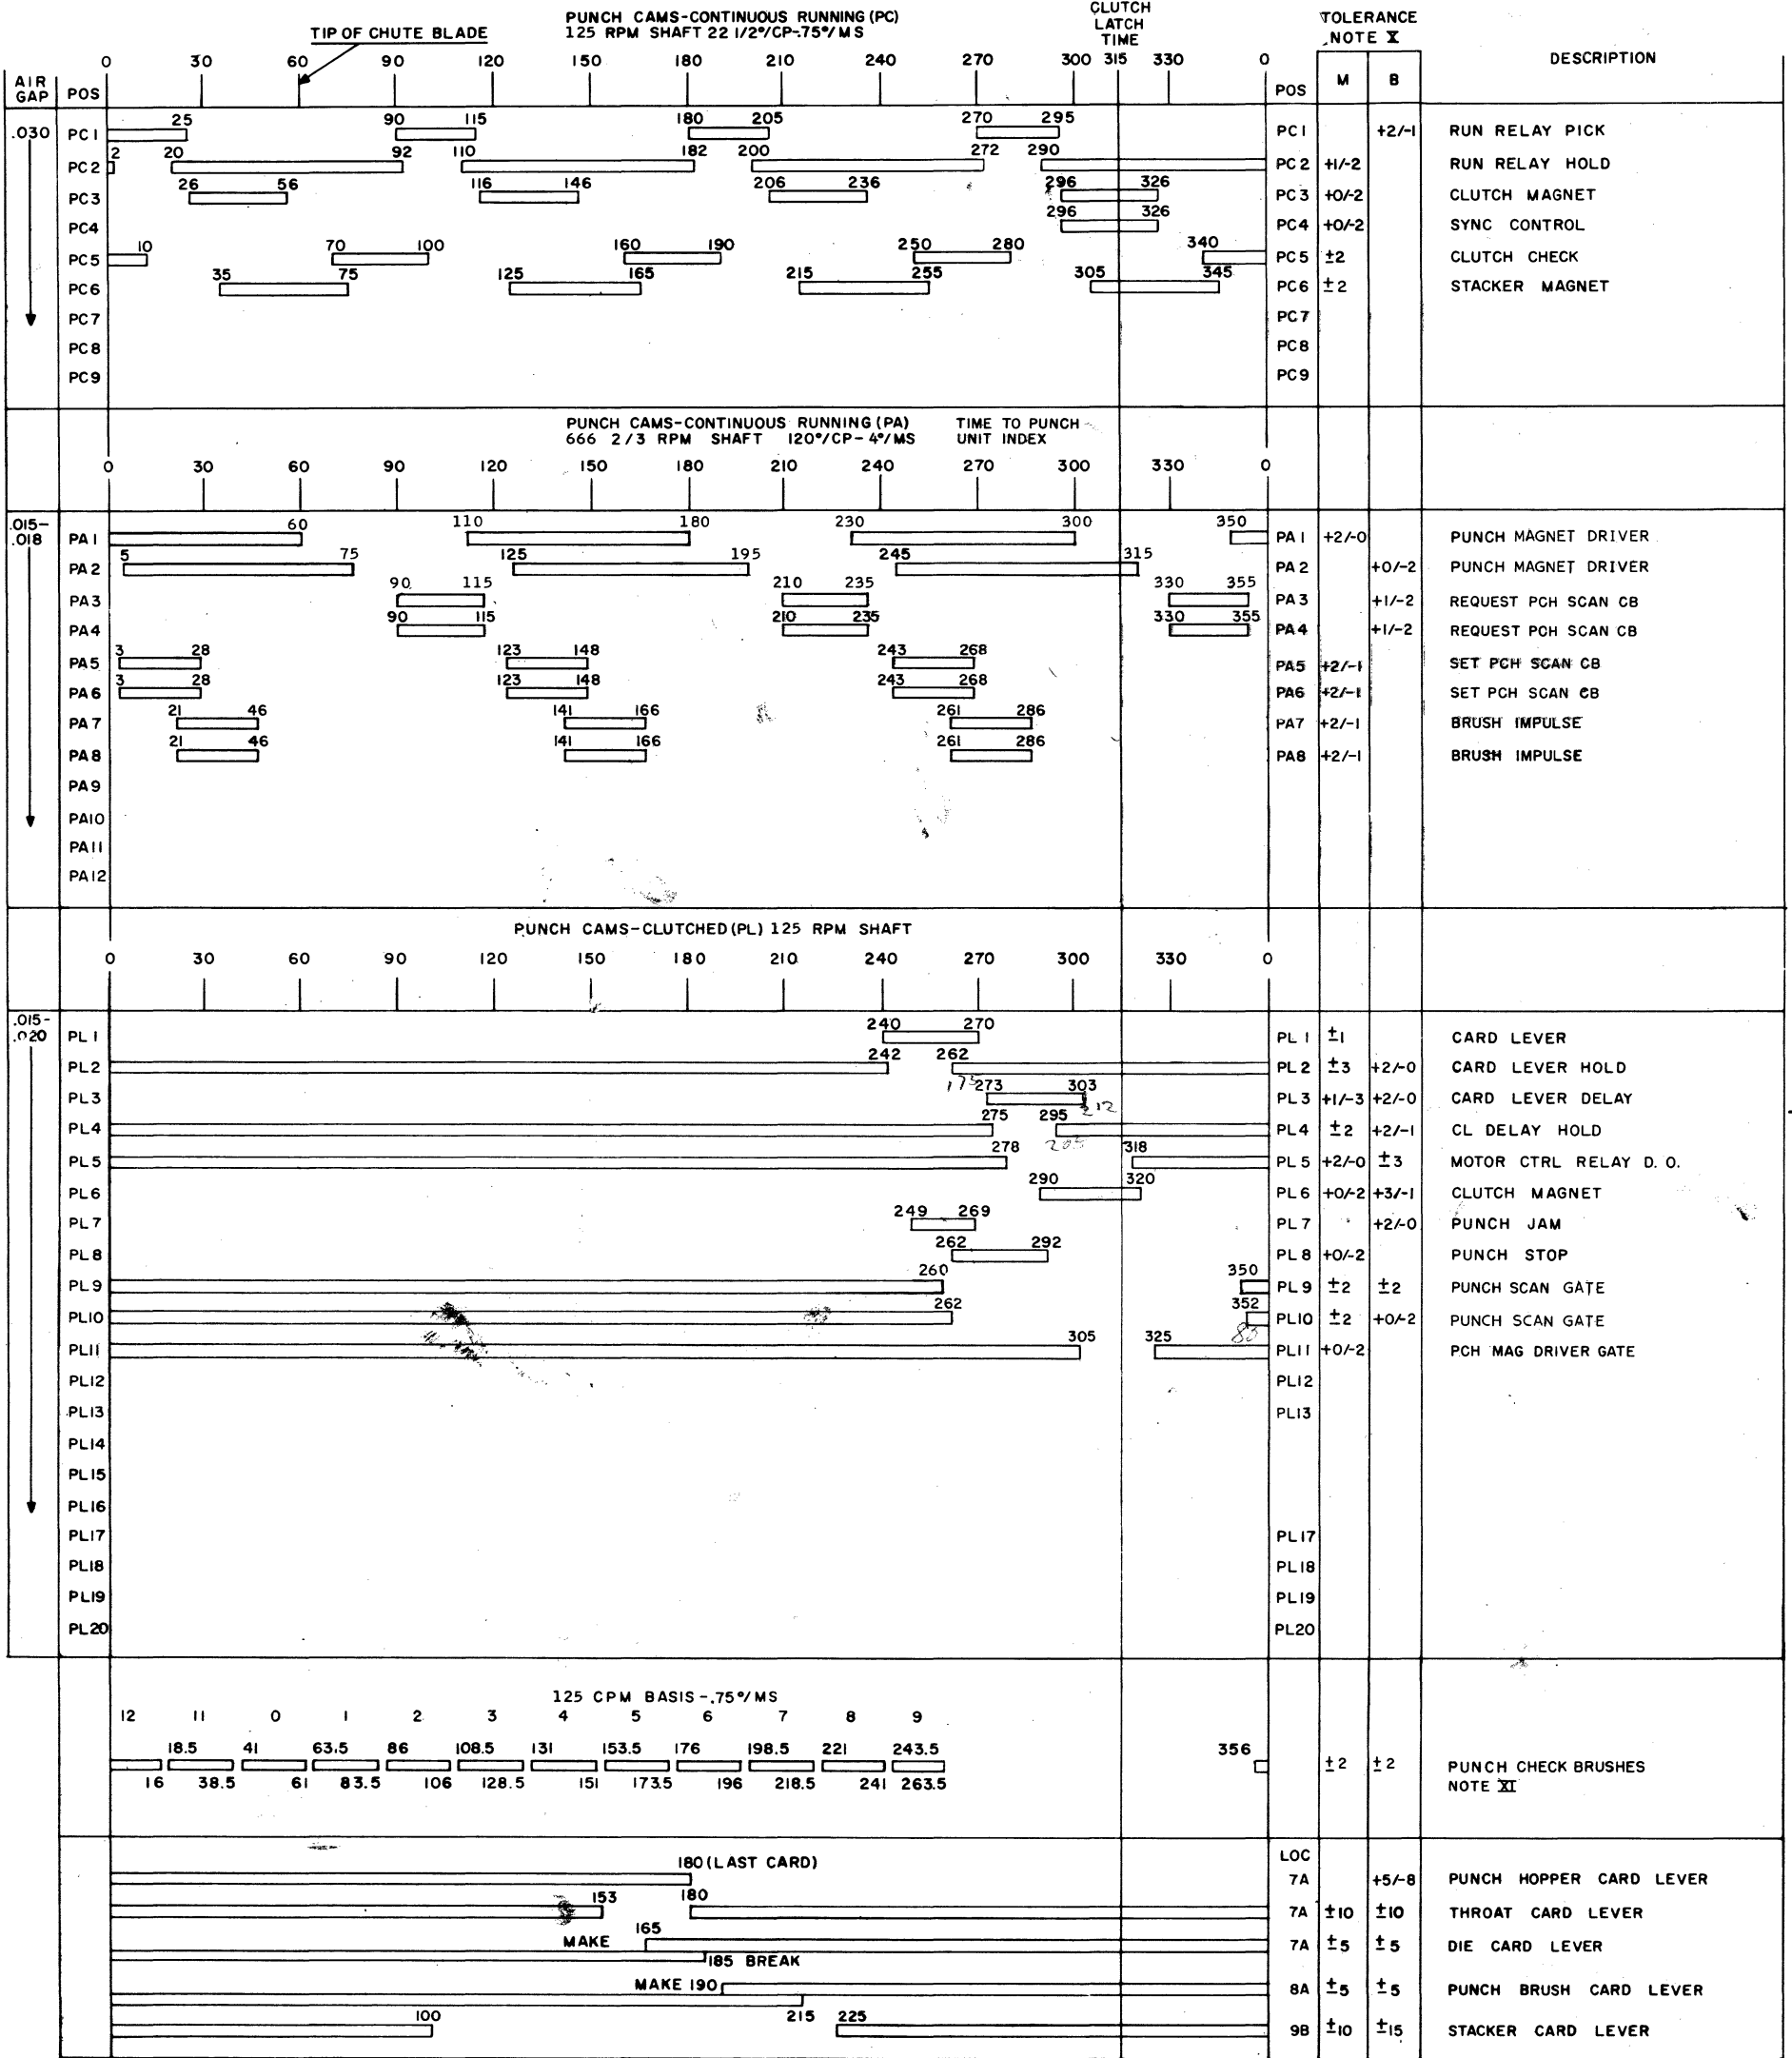 PUNCH CAMS-CONTINUOUS RUNNING (PC)
125 RPM SHAFT 22 1/2°/CP-.75°/MS
CLUTCH
LATCH
TIME
TOLERANCE
NOTE X
TIP OF CHUTE BLADE
DESCRIPTION
0 30 60 90 120 150 180 210 240 270 300 315 330 0
AIR
GAP
POS
POS M B
.030
25 90 115 180 205 270 295
PC1 PC1 +2/-1 RUN RELAY PICK
2 20 92 110 182 200 272 290
PC2 PC2 +1/-2 RUN RELAY HOLD
26 56 116 146 206 236 296 326
PC3 PC3 +0/-2 CLUTCH MAGNET
296 326
PC4 PC4 +0/-2 SYNC CONTROL
10 70 100 160 190 250 280 340
PC5 PC5 ±2 CLUTCH CHECK
35 75 125 165 215 255 305 345
PC6 PC6 ±2 STACKER MAGNET
PC7 PC7
PC8 PC8
PC9 PC9
PUNCH CAMS-CONTINUOUS RUNNING (PA)
666 2/3 RPM SHAFT 120°/CP-4°/MS
TIME TO PUNCH
UNIT INDEX
0 30 60 90 120 150 180 210 240 270 300 330 0
.015-
.018
60 110 180 230 300 350
PA1 PA1 +2/-0 PUNCH MAGNET DRIVER
5 75 125 195 245 315
PA2 PA2 +0/-2 PUNCH MAGNET DRIVER
90 115 210 235 330 355
PA3 PA3 +1/-2 REQUEST PCH SCAN CB
90 115 210 235 330 355
PA4 PA4 +1/-2 REQUEST PCH SCAN CB
3 28 123 148 243 268
PA5 PA5 +2/-1 SET PCH SCAN CB
3 28 123 148 243 268
PA6 PA6 +2/-1 SET PCH SCAN CB
21 46 141 166 261 286
PA7 PA7 +2/-1 BRUSH IMPULSE
21 46 141 166 261 286
PA8 PA8 +2/-1 BRUSH IMPULSE
PA9
PA10
PA11
PA12
PUNCH CAMS-CLUTCHED (PL) 125 RPM SHAFT
0 30 60 90 120 150 180 210 240 270 300 330 0
.015-
.020
240 270
PL1 PL1 ±1 CARD LEVER
242 262
PL2 PL2 ±3 +2/-0 CARD LEVER HOLD
175 273 303
PL3 PL3 +1/-3 +2/-0 CARD LEVER DELAY
212
275 295
PL4 PL4 ±2 +2/-1 CL DELAY HOLD
205
278 318
PL5 PL5 +2/-0 ±3 MOTOR CTRL RELAY D.O.
290 320
PL6 PL6 +0/-2 +3/-1 CLUTCH MAGNET
249 269
PL7 PL7 +2/-0 PUNCH JAM
262 292
PL8 PL8 +0/-2 PUNCH STOP
260 350
PL9 PL9 ±2 ±2 PUNCH SCAN GATE
262 352
PL10 PL10 ±2 +0/-2 PUNCH SCAN GATE
305 325
PL11 PL11 +0/-2 PCH MAG DRIVER GATE
PL12 PL12
PL13 PL13
PL14
PL15
PL16
PL17 PL17
PL18 PL18
PL19 PL19
PL20 PL20
125 CPM BASIS-.75°/MS
12 11 0 1 2 3 4 5 6 7 8 9
18.5 41 63.5 86 108.5 131 153.5 176 198.5 221 243.5 356
16 38.5 61 83.5 106 128.5 151 173.5 196 218.5 241 263.5
±2 ±2 PUNCH CHECK BRUSHES
NOTE XI
LOC
180 (LAST CARD)
7A +5/-8 PUNCH HOPPER CARD LEVER
153 180
7A ±10 ±10 THROAT CARD LEVER
MAKE 165
7A ±5 ±5 DIE CARD LEVER
185 BREAK
MAKE 190
8A ±5 ±5 PUNCH BRUSH CARD LEVER
100 215 225
9B ±10 ±15 STACKER CARD LEVER